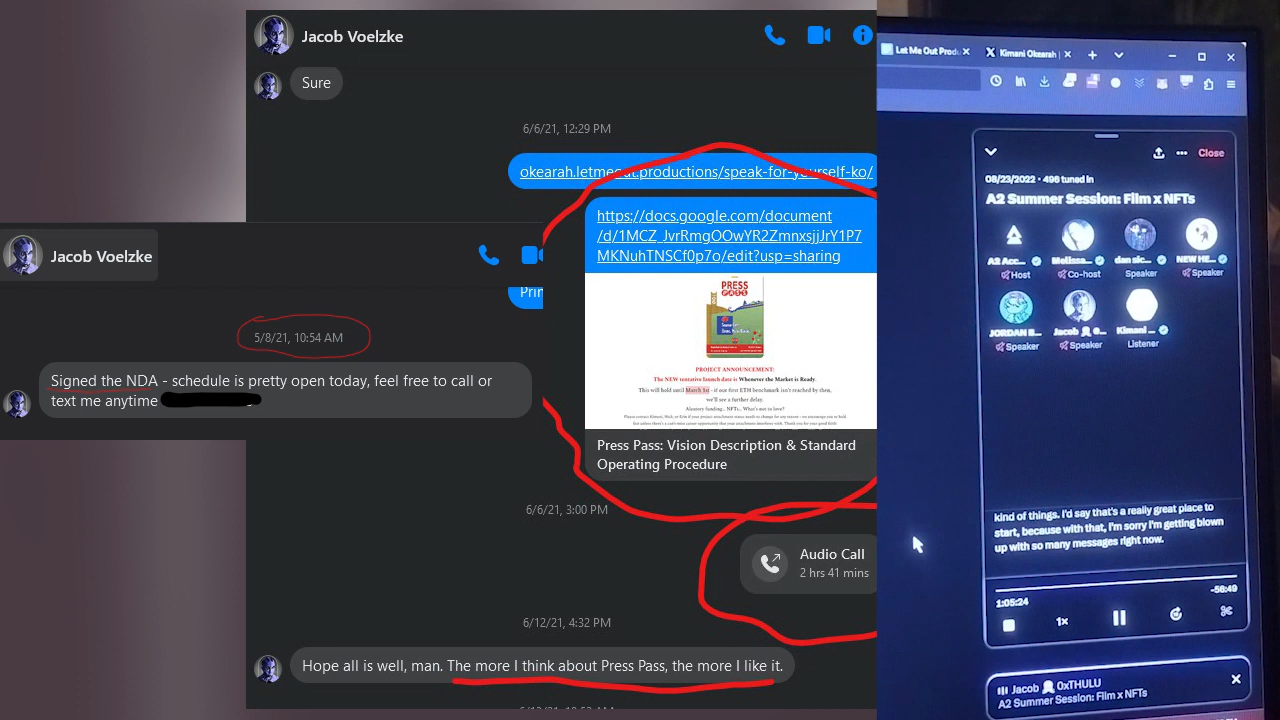 Jacob Voelzke
Sure
6/6/21, 12:29 PM
okearah.letmeout.productions/speak-for-yourself-ko/
https://docs.google.com/document
/d/1MCZ_JvrRmgOOwYR2ZmnxsjjJrY1P7
MKNuhTNSCf0p7o/edit?usp=sharing
PRESS
PASS
PROJECT ANNOUNCEMENT:
The NEW tentative launch date is Whenever the Market is Ready.
This will hold until March 1st - if our first ETH benchmark isn't reached by then,
we'll see a further delay.
Aleatory funding.. NFTs.. What's not to love?
Press Pass: Vision Description & Standard
Operating Procedure
6/6/21, 3:00 PM
Audio Call
2 hrs 41 mins
6/12/21, 4:32 PM
Hope all is well, man. The more I think about Press Pass, the more I like it.
Jacob Voelzke
Prin
5/8/21, 10:54 AM
Signed me NDA - schedule is pretty open today, feel free to call or
text me anytime
Let Me Out Produ
Kimani Okearah |
Close
08/23/2022 · 496 tuned in
A2 Summer Session: Film x NFTs
A2 Acc...
Host
Melissa...
Co-host
dan sic...
Speaker
NEW HE...
Speaker
JORDAN B
Speaker
Jacob 0...
Speaker
Kimani ...
Listener
kind of things. I'd say that's a really great place to
start, because with that, I'm sorry I'm getting blown
up with so many messages right now.
1:05:24
-56:49
1x
Jacob 0xTHULU
A2 Summer Session: Film x NFTs